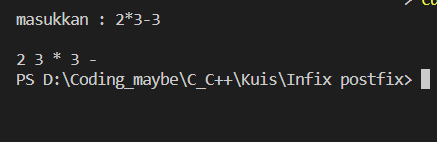 masukkan : 2*3-3
2 3 * 3 -
PS D:\Coding_maybe\C_C++\Kuis\Infix postfix>